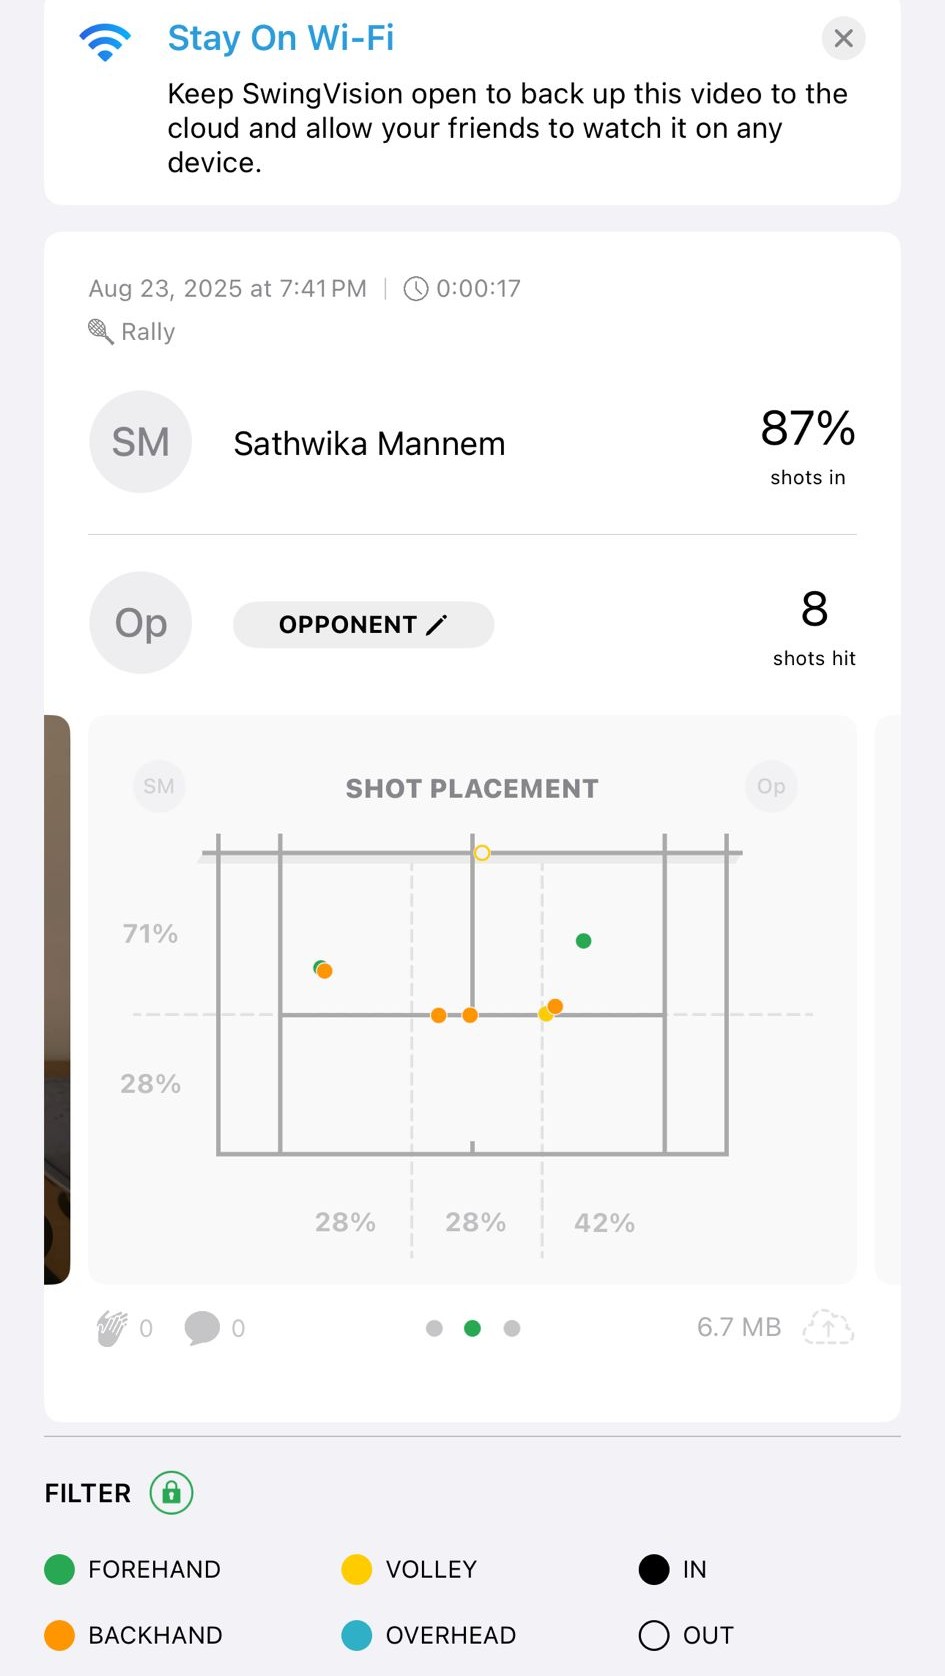 Stay On Wi-Fi
Keep SwingVision open to back up this video to the
cloud and allow your friends to watch it on any
device.
Aug 23, 2025 at 7:41 PM | 0:00:17
Rally
SM
Sathwika Mannem
87%
shots in
Op
OPPONENT
8
shots hit
SM
SHOT PLACEMENT
Op
71%
28%
28%
28%
42%
0
0
6.7 MB
FILTER
FOREHAND
VOLLEY
IN
BACKHAND
OVERHEAD
OUT